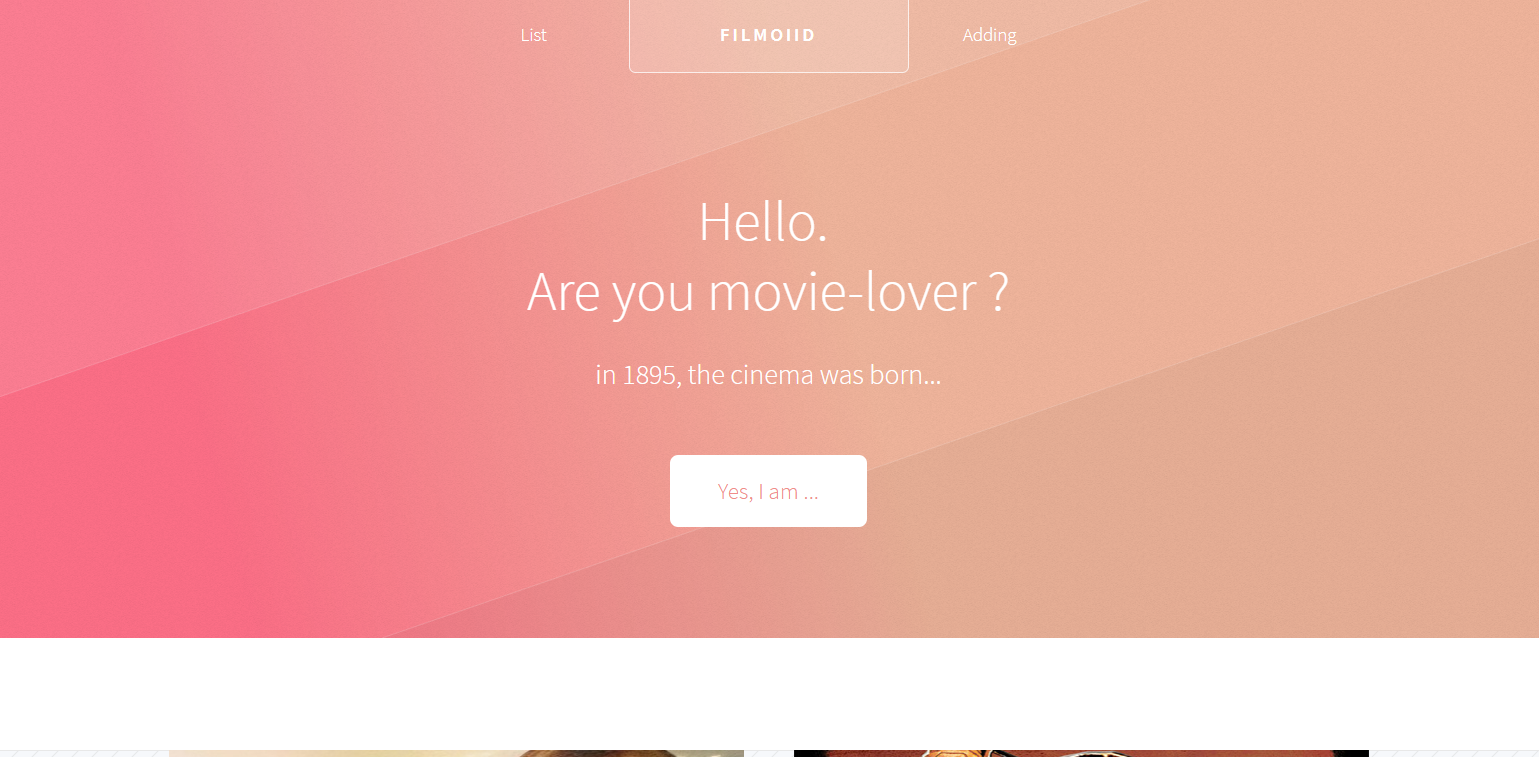 List
FILMOIID
Adding
Hello.
Are you movie-lover ?
in 1895, the cinema was born...
Yes, I am ...